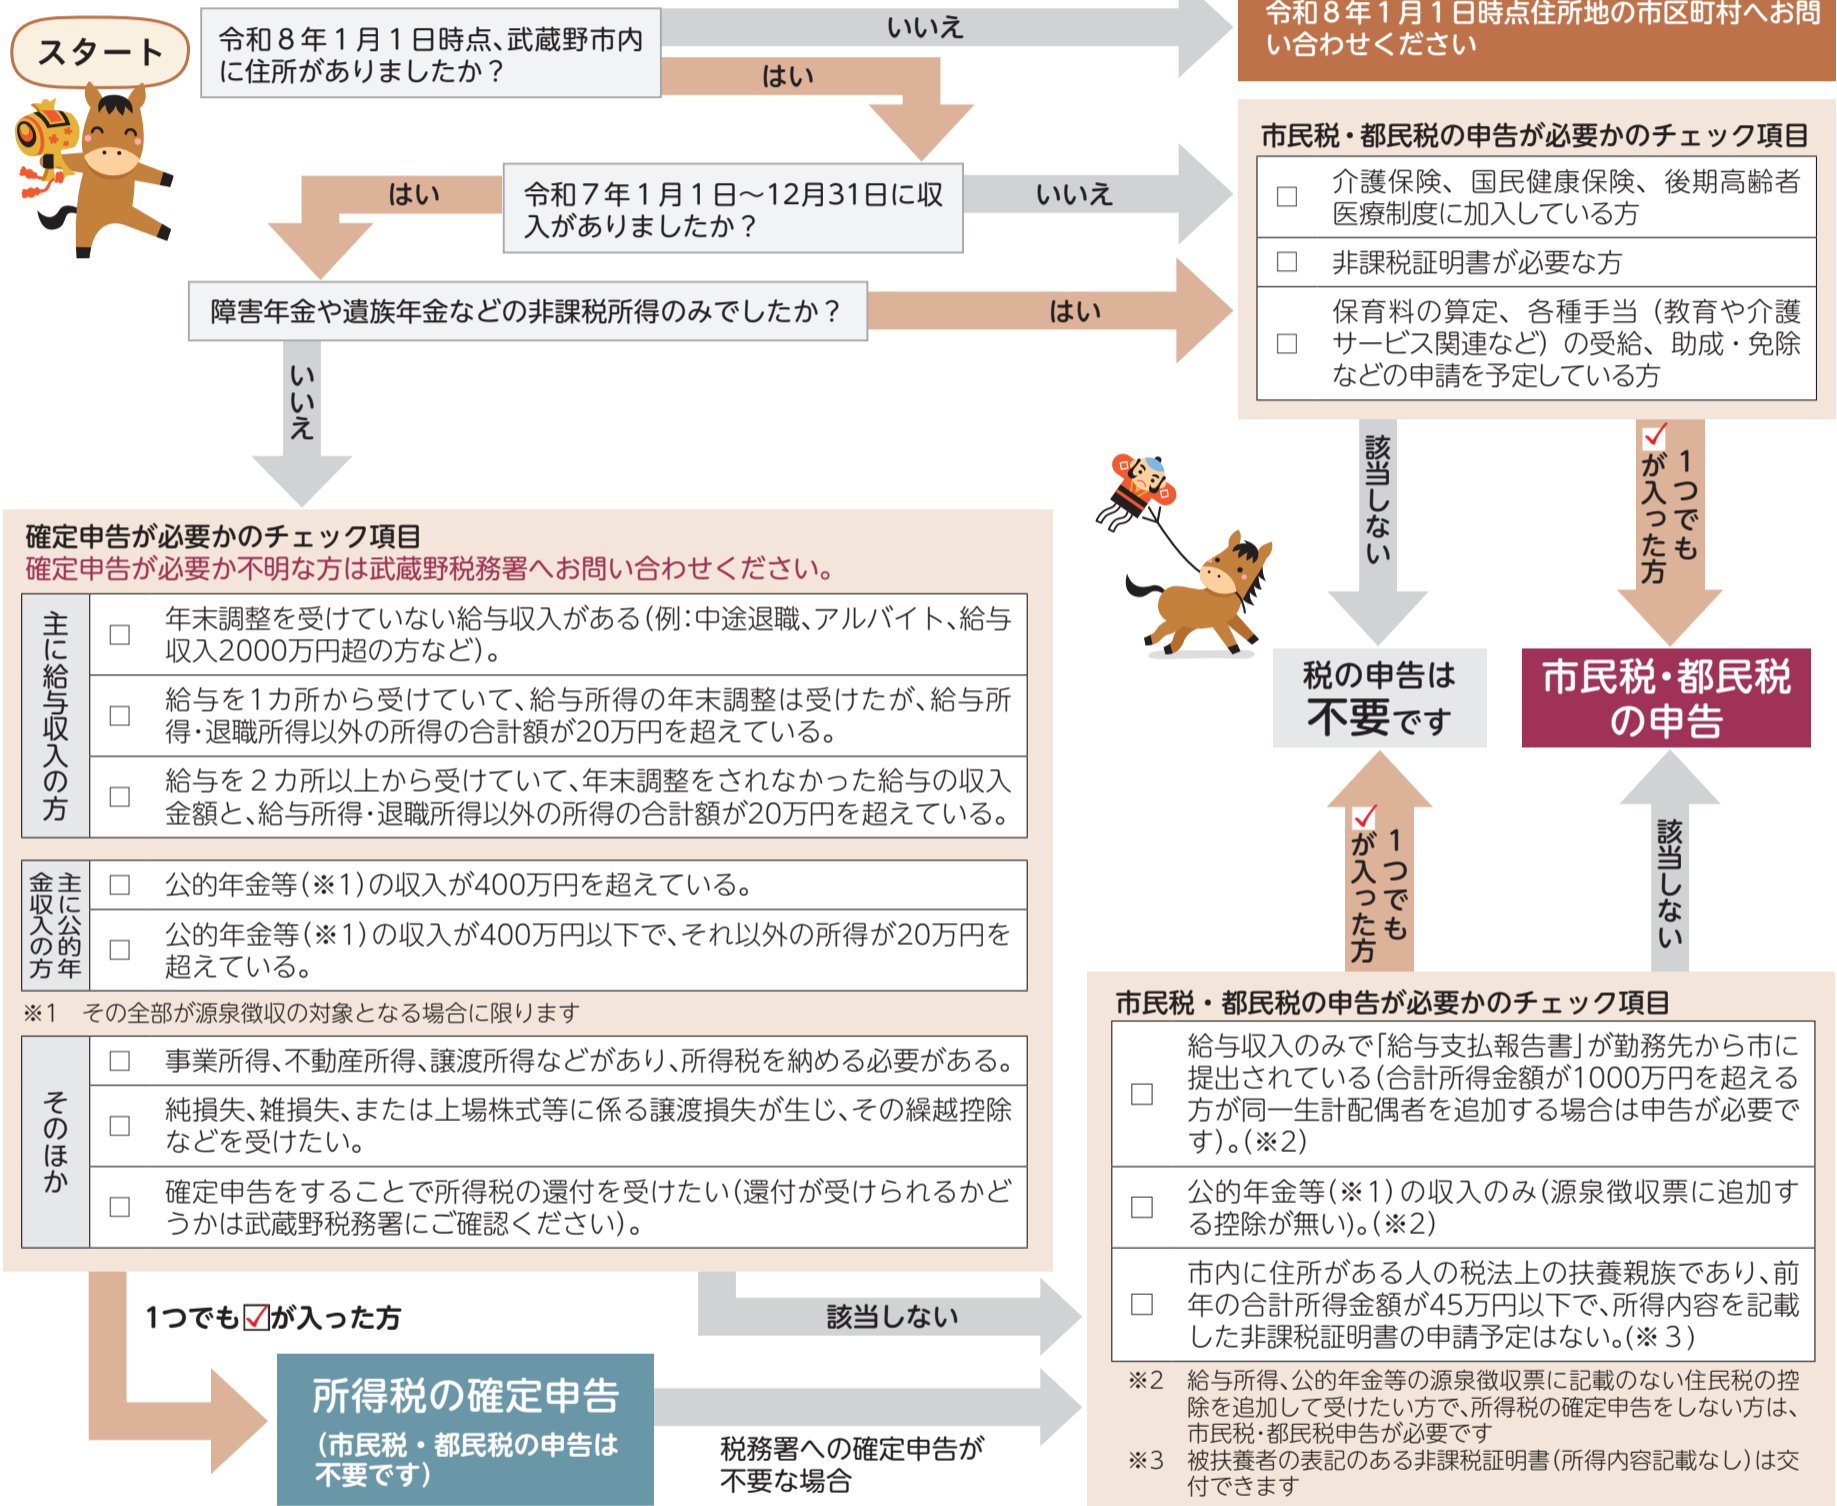 スタート
令和８年１月１日時点、武蔵野市内
に住所がありましたか？
いいえ
はい
令和８年１月１日時点住所地の市区町村へお問
い合わせください
令和７年１月１日〜12月31日に収
入がありましたか？
はい
いいえ
障害年金や遺族年金などの非課税所得のみでしたか？
はい
いいえ
市民税・都民税の申告が必要かのチェック項目
□ 介護保険、国民健康保険、後期高齢者
医療制度に加入している方
□ 非課税証明書が必要な方
□ 保育料の算定、各種手当（教育や介護
サービス関連など）の受給、助成・免除
などの申請を予定している方
該当しない
１つでも
☑が入った方
税の申告は
不要です
市民税・都民税
の申告
確定申告が必要かのチェック項目
確定申告が必要か不明な方は武蔵野税務署へお問い合わせください。
主に給与収入の方
□ 年末調整を受けていない給与収入がある（例：中途退職、アルバイト、給与
収入2000万円超の方など）。
□ 給与を1カ所から受けていて、給与所得の年末調整は受けたが、給与所
得・退職所得以外の所得の合計額が20万円を超えている。
□ 給与を２カ所以上から受けていて、年末調整をされなかった給与の収入
金額と、給与所得・退職所得以外の所得の合計額が20万円を超えている。
主に公的年
金収入の方
□ 公的年金等（※1）の収入が400万円を超えている。
□ 公的年金等（※1）の収入が400万円以下で、それ以外の所得が20万円を
超えている。
※1　その全部が源泉徴収の対象となる場合に限ります
そのほか
□ 事業所得、不動産所得、譲渡所得などがあり、所得税を納める必要がある。
□ 純損失、雑損失、または上場株式等に係る譲渡損失が生じ、その繰越控除
などを受けたい。
□ 確定申告をすることで所得税の還付を受けたい（還付が受けられるかど
うかは武蔵野税務署にご確認ください）。
1つでも☑が入った方
該当しない
所得税の確定申告
（市民税・都民税の申告は
不要です）
税務署への確定申告が
不要な場合
１つでも
☑が入った方
該当しない
市民税・都民税の申告が必要かのチェック項目
□ 給与収入のみで「給与支払報告書」が勤務先から市に
提出されている（合計所得金額が1000万円を超える
方が同一生計配偶者を追加する場合は申告が必要で
す）。（※2）
□ 公的年金等（※1）の収入のみ（源泉徴収票に追加す
る控除が無い）。（※2）
□ 市内に住所がある人の税法上の扶養親族であり、前
年の合計所得金額が45万円以下で、所得内容を記載
した非課税証明書の申請予定はない。（※３）
※2　給与所得、公的年金等の源泉徴収票に記載のない住民税の控
除を追加して受けたい方で、所得税の確定申告をしない方は、
市民税・都民税申告が必要です
※3　被扶養者の表記のある非課税証明書（所得内容記載なし）は交
付できます